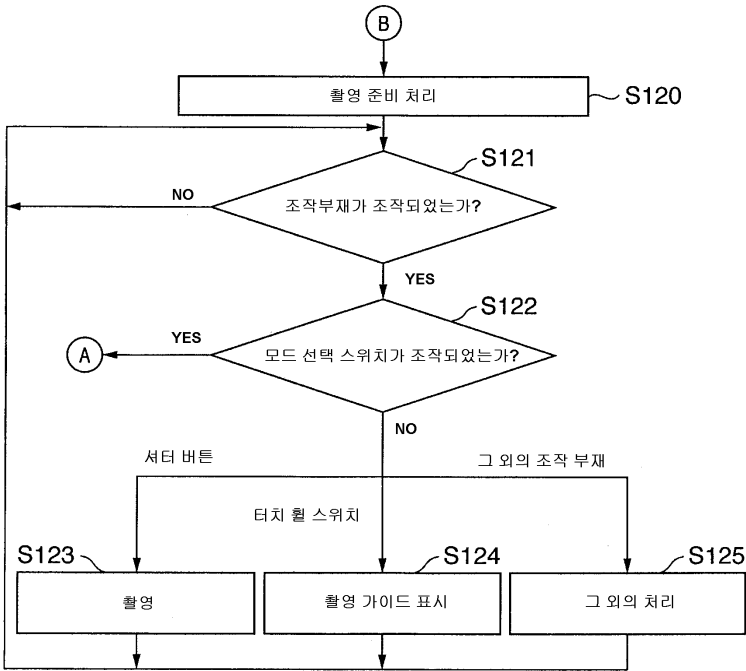 B
촬영 준비 처리
S120
S121
NO
조작부재가 조작되었는가?
YES
S122
YES
A
모드 선택 스위치가 조작되었는가?
NO
셔터 버튼
그 외의 조작 부재
터치 휠 스위치
S123
S124
S125
촬영
촬영 가이드 표시
그 외의 처리